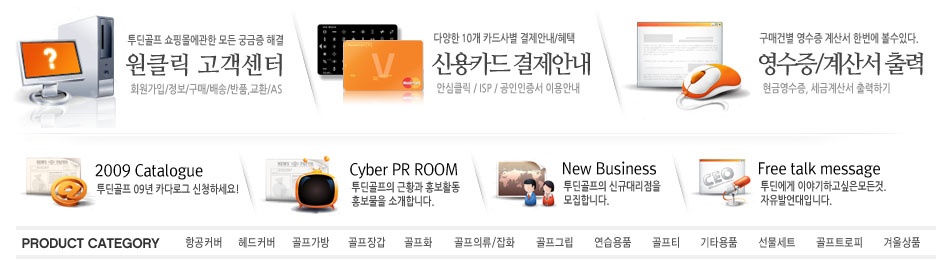 투딘골프 쇼핑몰에관한 모든 궁금증 해결
원클릭 고객센터
회원가입/정보/구매/배송/반품,교환/AS
다양한 10개 카드사별 결제안내/혜택
신용카드 결제안내
안심클릭 / ISP / 공인인증서 이용안내
구매건별 영수증 계산서 한번에 볼수있다.
영수증/계산서 출력
현금영수증, 세금계산서 출력하기
?
V
2009 Catalogue
투딘골프 09년 카다로그 신청하세요!
Cyber PR ROOM
투딘골프의 근황과 홍보활동
홍보물을 소개합니다.
New Business
투딘골프의 신규대리점을
모집합니다.
CEO
Free talk message
투딘에게 이야기하고싶은모든것.
자유발언대입니다.
PRODUCT CATEGORY 항공커버 헤드커버 골프가방 골프장갑 골프화 골프의류/잡화 골프그립 연습용품 골프티 기타용품 선물세트 골프트로피 겨울상품